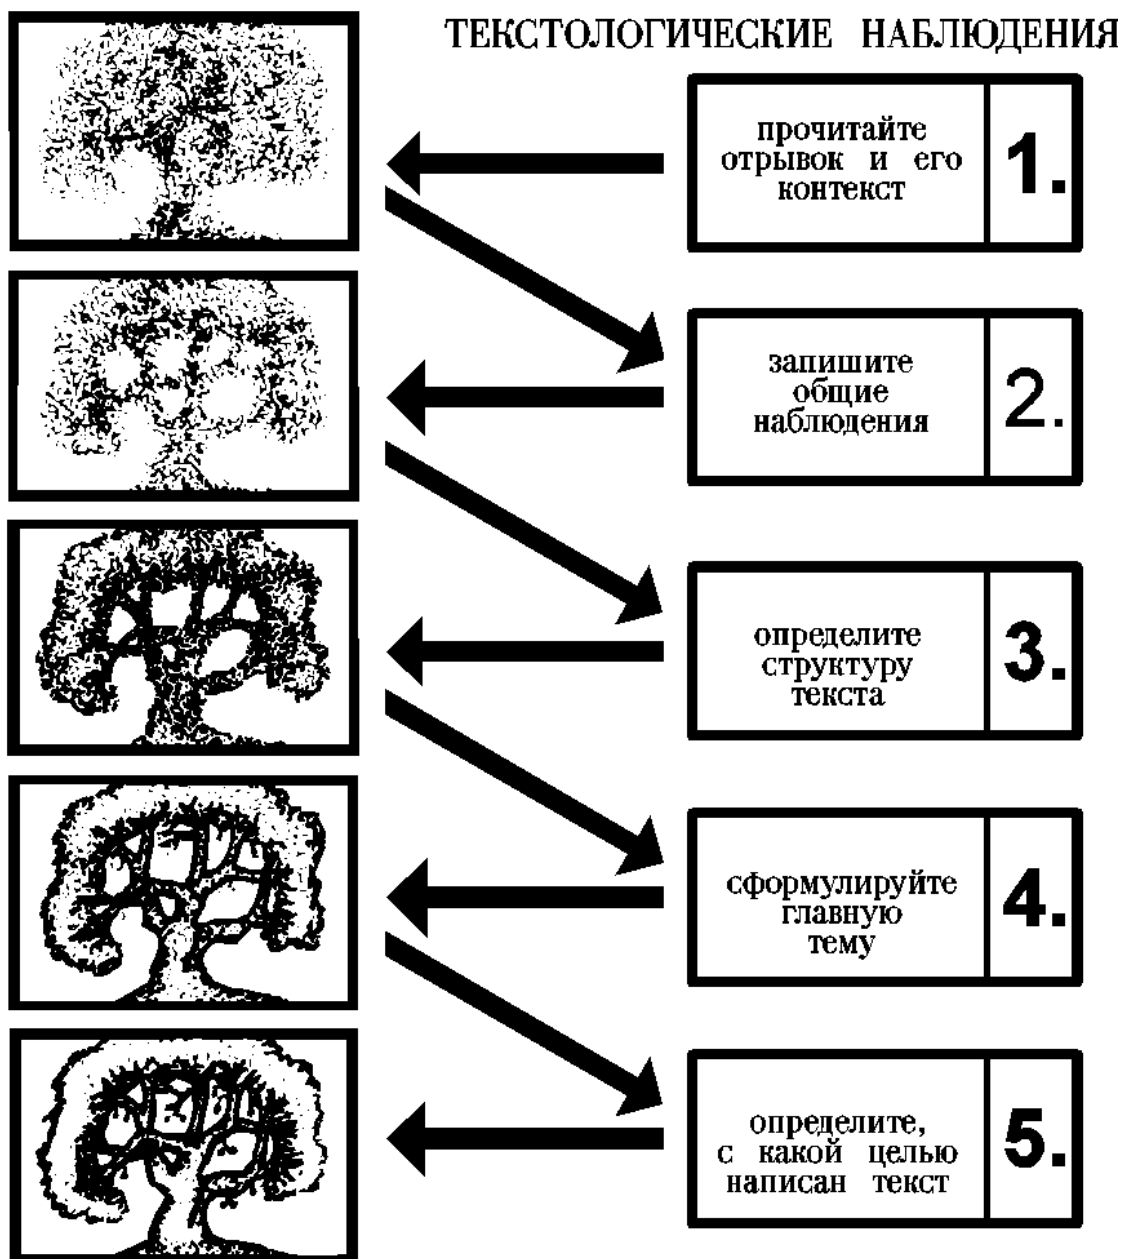 ТЕКСТОЛОГИЧЕСКИЕ НАБЛЮДЕНИЯ
прочитайте
отрывок и его
контекст
1.
запишите
общие
наблюдения
2.
определите
структуру
текста
3.
сформулируйте
главную
тему
4.
определите,
с какой целью
написан текст
5.